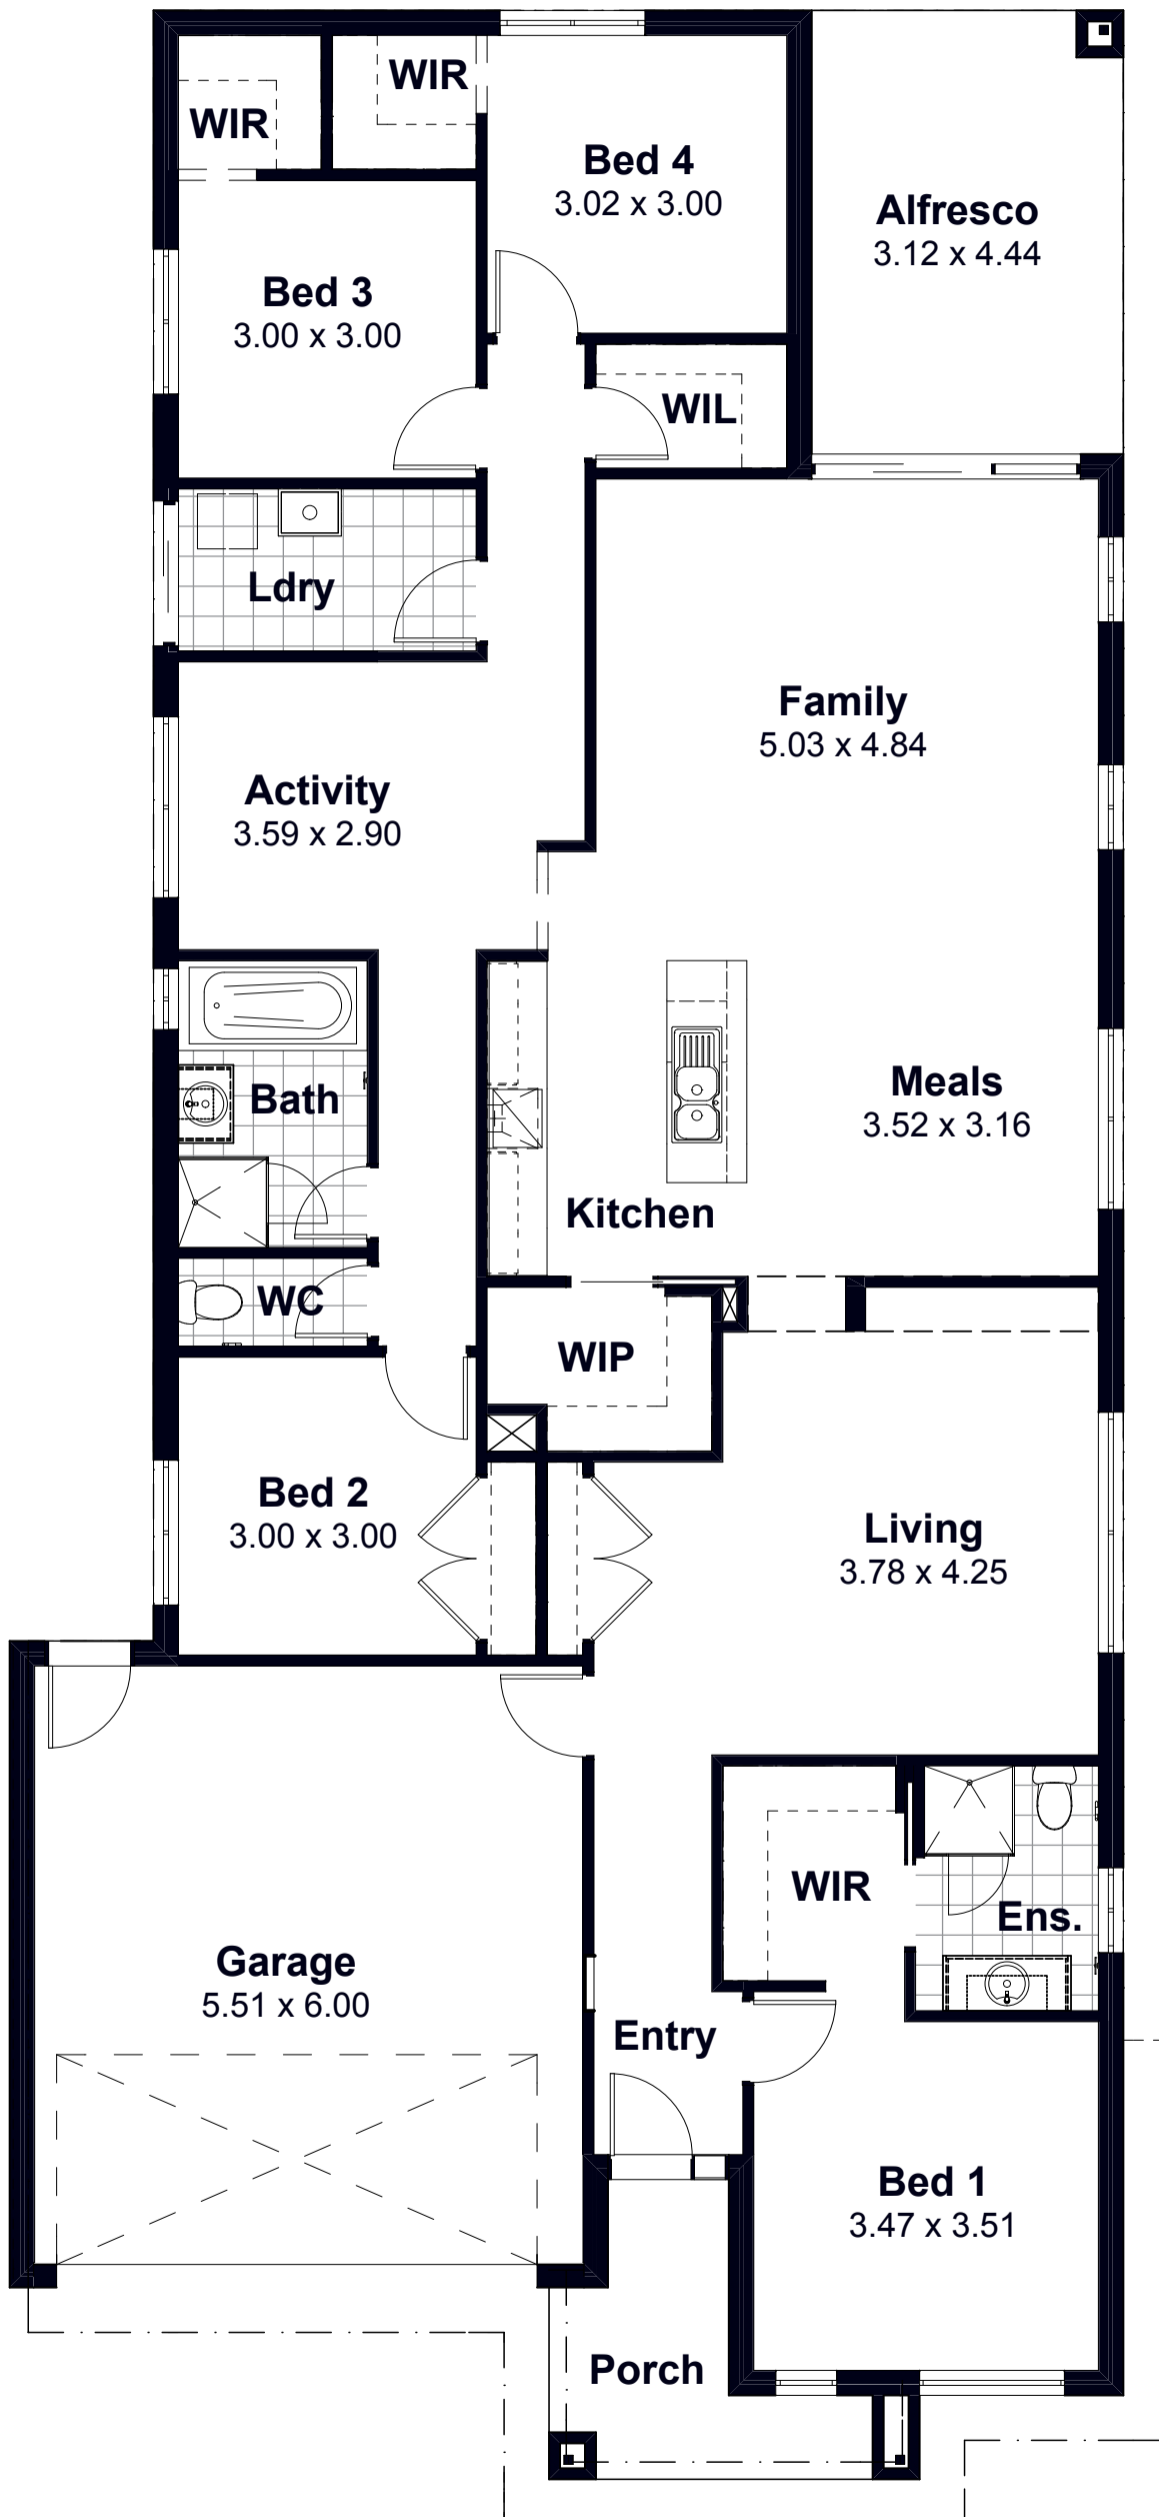 WIR
WIR
Bed 4
3.02 x 3.00
Alfresco
3.12 x 4.44
Bed 3
3.00 x 3.00
WIL
Ldry
Family
5.03 x 4.84
Activity
3.59 x 2.90
Bath
Meals
3.52 x 3.16
Kitchen
WC
WIP
Bed 2
3.00 x 3.00
Living
3.78 x 4.25
WIR
Ens.
Garage
5.51 x 6.00
Entry
Bed 1
3.47 x 3.51
Porch